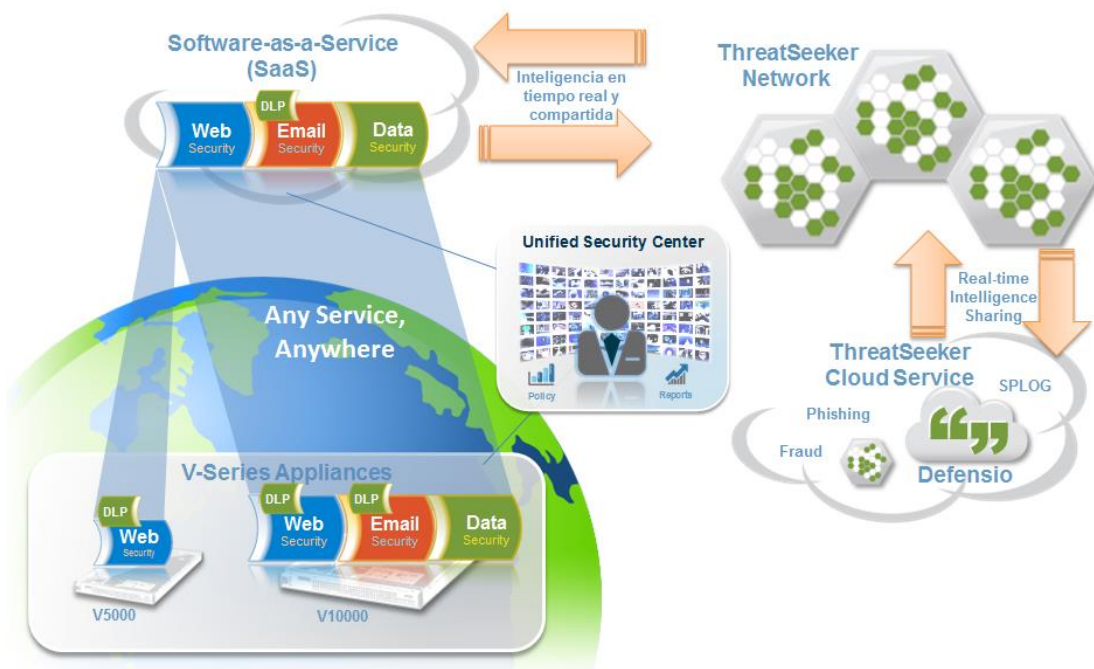 Software-as-a-Service
(SaaS)
DLP
Web
Security
Email
Security
Data
Security
Inteligencia en
tiempo real y
compartida
ThreatSeeker
Network
Unified Security Center
Policy
Reports
Any Service,
Anywhere
Real-time
Intelligence
Sharing
ThreatSeeker
Cloud Service
SPLOG
Phishing
Fraud
Defensio
V-Series Appliances
DLP
Web
Security
V5000
DLP
Web
Security
DLP
Email
Security
Data
Security
V10000